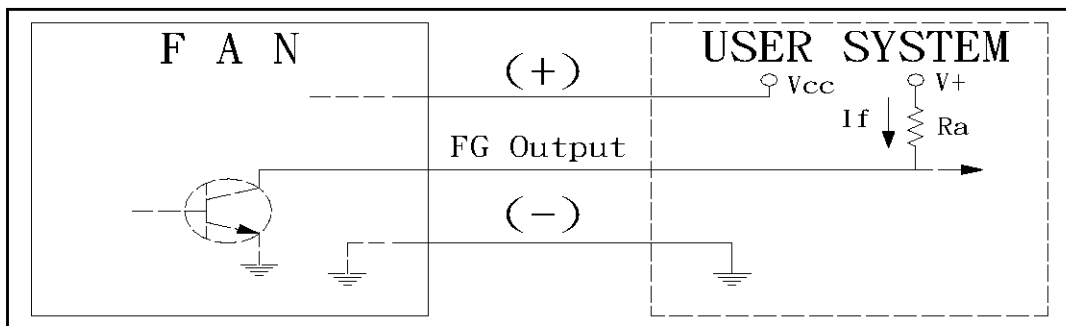 F A N
USER SYSTEM
(+)
Vcc
V+
If
Ra
FG Output
(-)